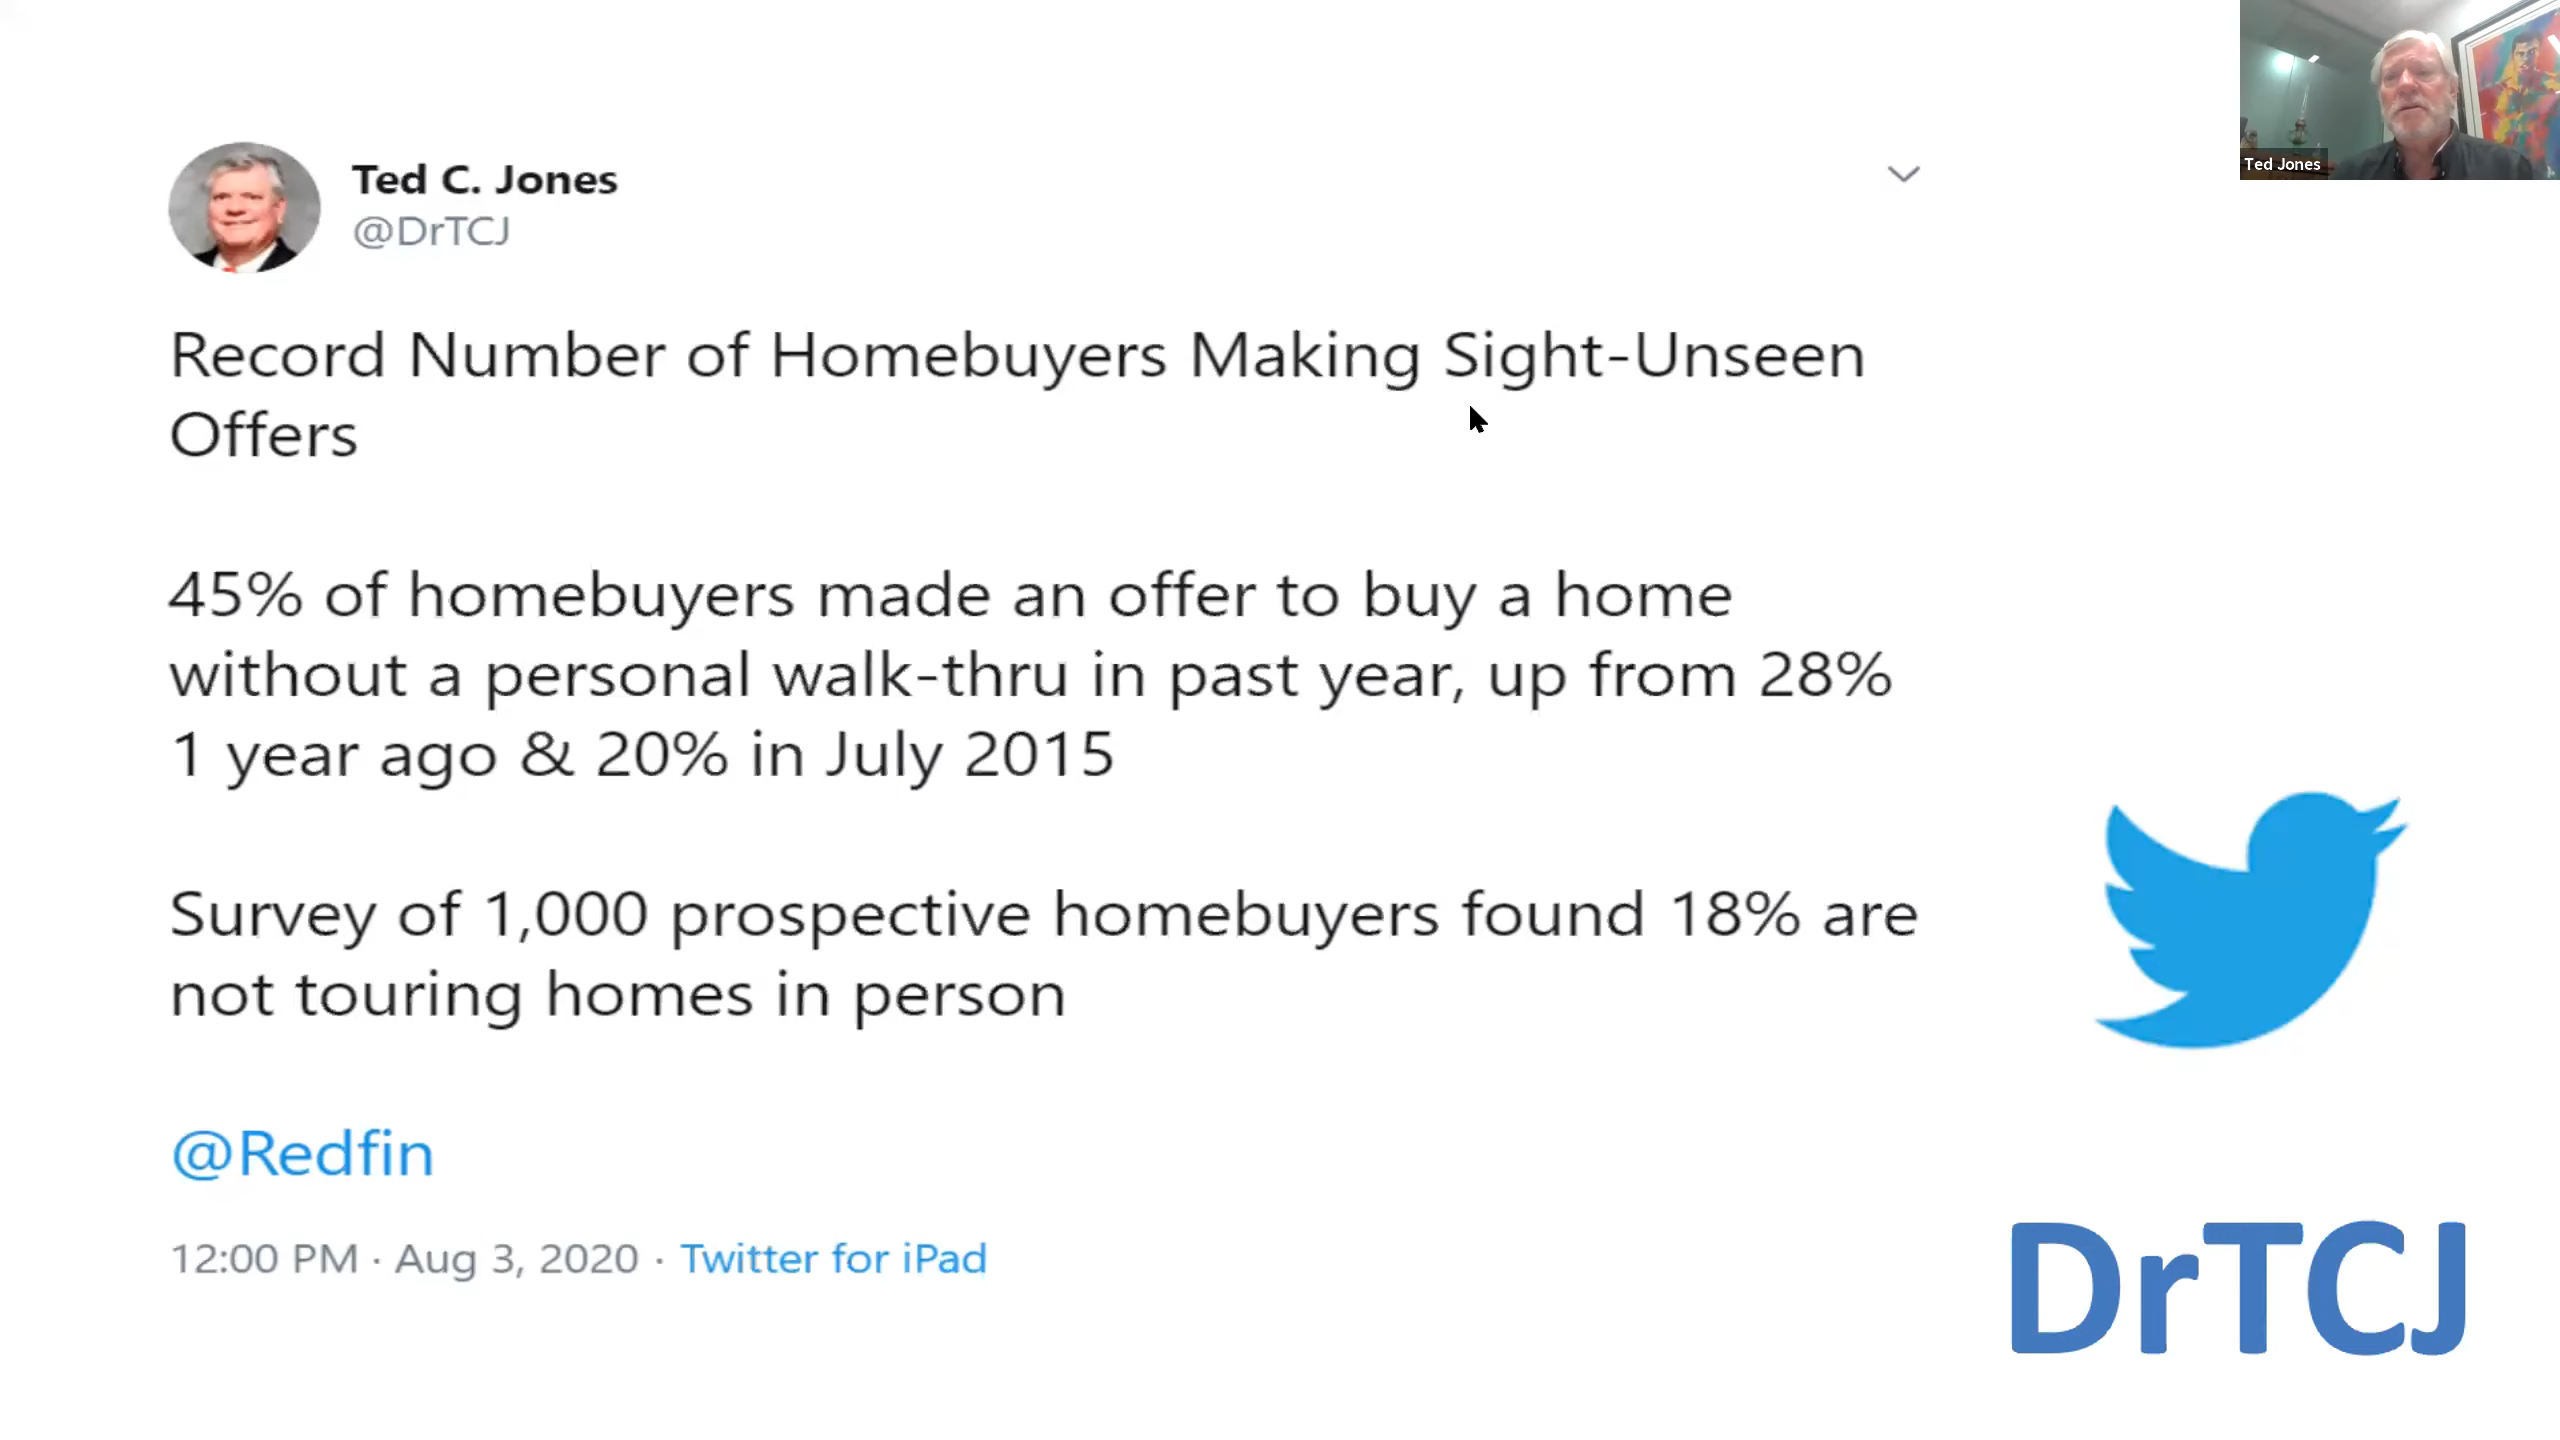 Ted Jones
Ted C. Jones
@DrTCJ
Record Number of Homebuyers Making Sight-Unseen
Offers
45% of homebuyers made an offer to buy a home
without a personal walk-thru in past year, up from 28%
1 year ago & 20% in July 2015
Survey of 1,000 prospective homebuyers found 18% are
not touring homes in person
@Redfin
12:00 PM · Aug 3, 2020 · Twitter for iPad
DrTCJ